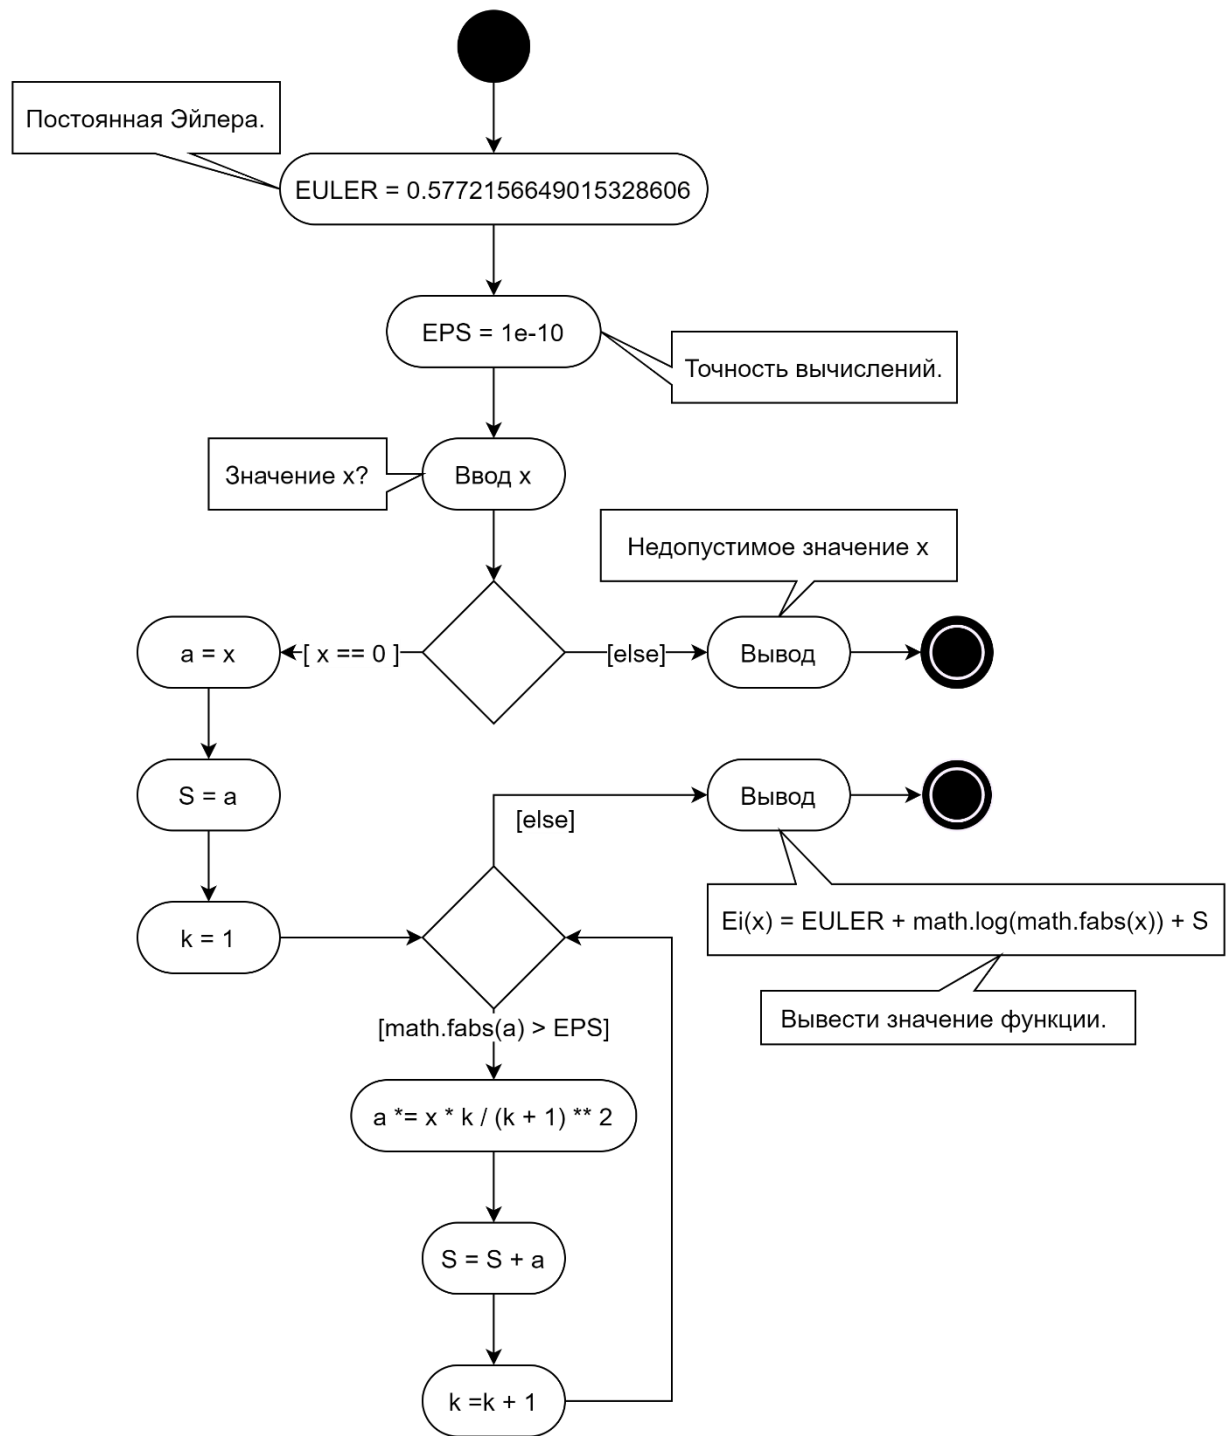 Постоянная Эйлера.
EULER = 0.5772156649015328606
EPS = 1e-10
Точность вычислений.
Значение x?
Ввод x
Недопустимое значение x
a = x
[ x == 0 ]
[else]
Вывод
S = a
[else]
Вывод
k = 1
Ei(x) = EULER + math.log(math.fabs(x)) + S
Вывести значение функции.
[math.fabs(a) > EPS]
a *= x * k / (k + 1) ** 2
S = S + a
k =k + 1